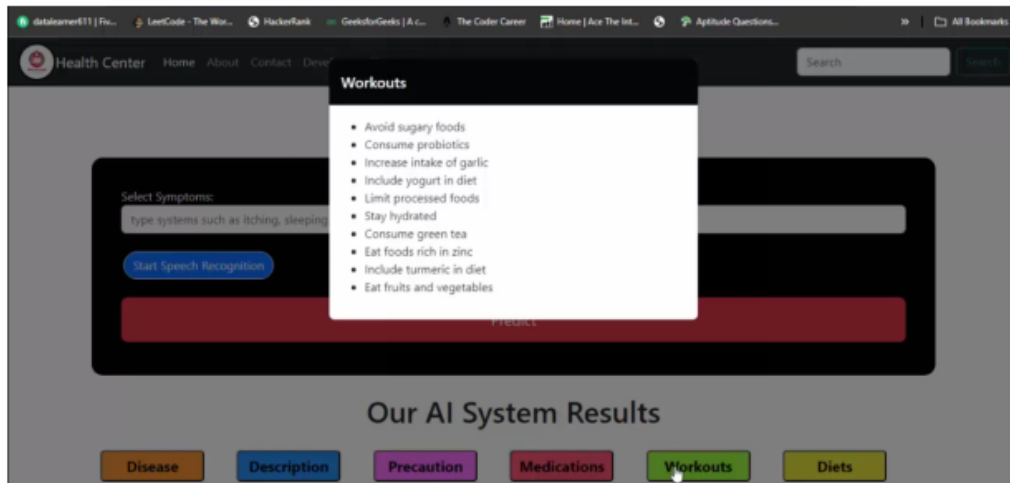 datalearner611 | Fiv...
LeetCode - The Wor...
HackerRank
GeeksforGeeks | A c...
The Coder Career
Home | Ace The Int...
Aptitude Questions...
»
All Bookmarks
Health Center Home About Contact
Search
Search
Workouts
• Avoid sugary foods
• Consume probiotics
• Increase intake of garlic
• Include yogurt in diet
• Limit processed foods
• Stay hydrated
• Consume green tea
• Eat foods rich in zinc
• Include turmeric in diet
• Eat fruits and vegetables
Select Symptoms:
type systems such as itching, sleeping
Start Speech Recognition
Predict
Our AI System Results
Disease
Description
Precaution
Medications
Workouts
Diets